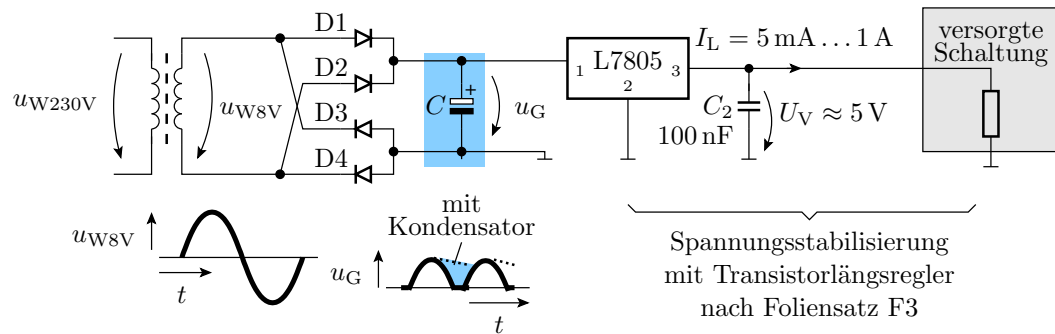 D1
D2
D3
D4
u_W230V
u_W8V
C
+
u_G
L7805
1
2
3
I_L = 5 mA … 1 A
C_2
100 nF
U_V ≈ 5 V
versorgte
Schaltung
u_W8V
t
mit
Kondensator
u_G
t
Spannungsstabilisierung
mit Transistorlängsregler
nach Foliensatz F3